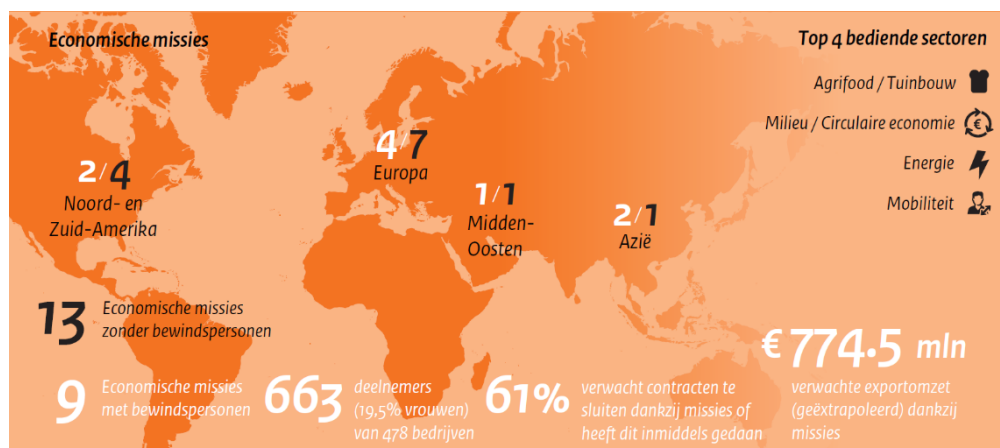 Economische missies
Top 4 bediende sectoren
Agrifood / Tuinbouw
Milieu / Circulaire economie
€
Energie
Mobiliteit
2/4
Noord- en
Zuid-Amerika
4/7
Europa
1/1
Midden-
Oosten
2/1
Azië
13
Economische missies
zonder bewindspersonen
9
Economische missies
met bewindspersonen
663
deelnemers
(19,5% vrouwen)
van 478 bedrijven
61%
verwacht contracten te
sluiten dankzij missies of
heeft dit inmiddels gedaan
€ 774.5 mln
verwachte exportomzet
(geëxtrapoleerd) dankzij
missies